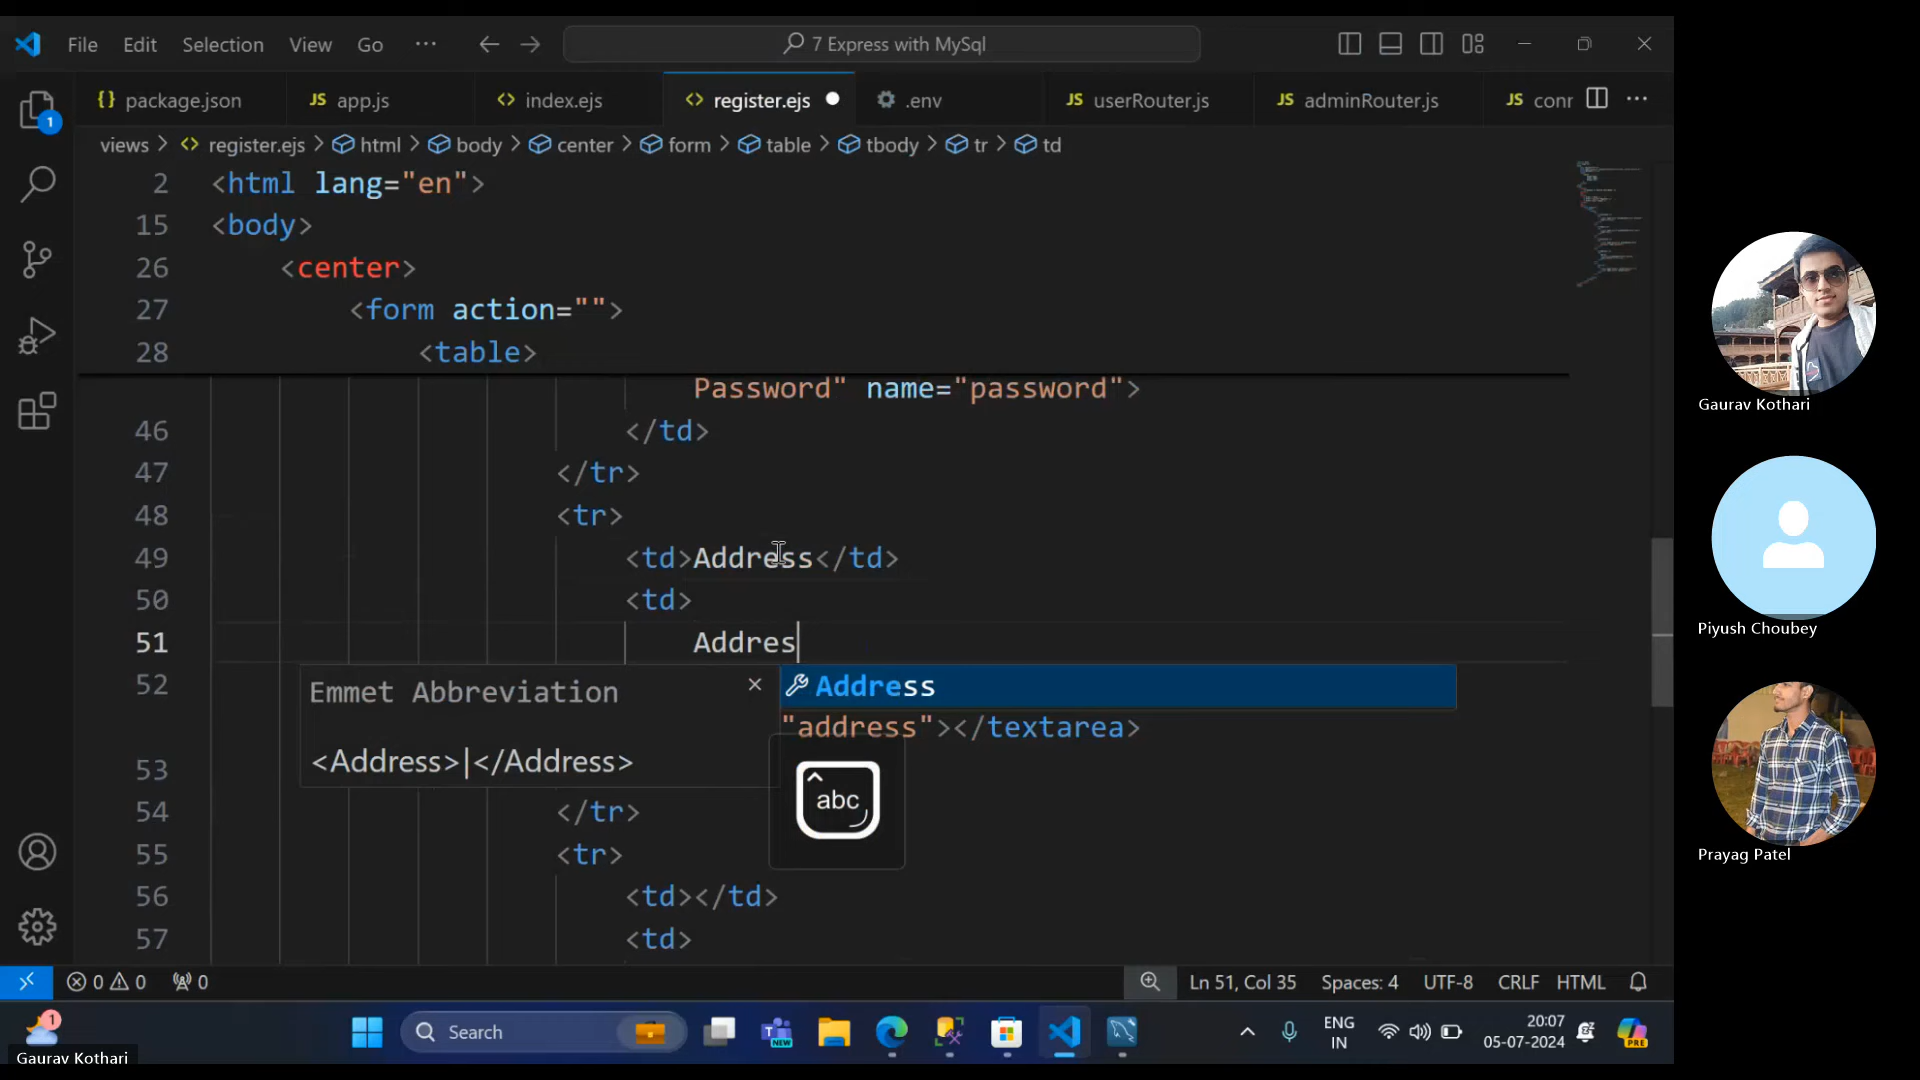 File Edit Selection View Go ··· 7 Express with MySql
{} package.json JS app.js <> index.ejs <> register.ejs .env JS userRouter.js JS adminRouter.js JS conr ···
views > <> register.ejs > html > body > center > form > table > tbody > tr > td
2 <html lang="en">
15 <body>
26 <center>
27 <form action="">
28 <table>
Password" name="password">
46 </td>
47 </tr>
48 <tr>
49 <td>Address</td>
50 <td>
51 Addres
52
Emmet Abbreviation
Address
"address"></textarea>
<Address>|</Address>
53
abc
54 </tr>
55 <tr>
56 <td></td>
57 <td>
1
0 0 0 Ln 51, Col 35 Spaces: 4 UTF-8 CRLF HTML
1 Search NEW ENG IN 20:07 05-07-2024 PRE
Gaurav Kothari
Gaurav Kothari
Piyush Choubey
Prayag Patel